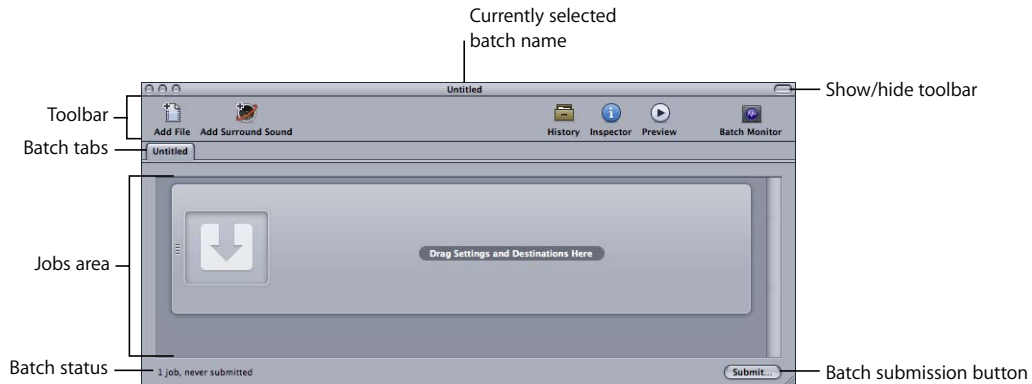 Currently selected
batch name
Untitled
Show/hide toolbar
Toolbar
Add File Add Surround Sound History Inspector Preview Batch Monitor
Batch tabs
Untitled
Jobs area
Drag Settings and Destinations Here
Batch status
1 job, never submitted
Submit...
Batch submission button